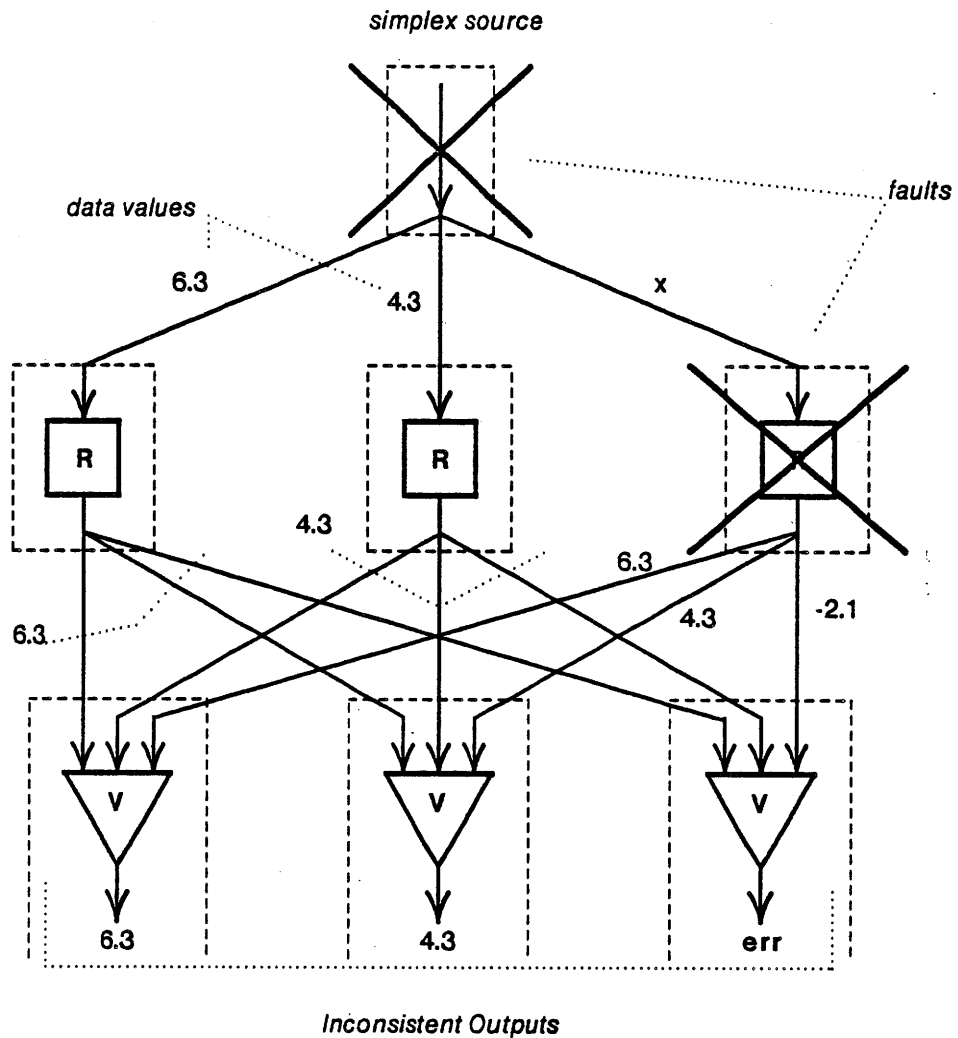 simplex source
faults
data values
6.3
4.3
x
R
R
4.3
6.3
6.3
4.3
-2.1
V
V
V
6.3
4.3
err
Inconsistent Outputs